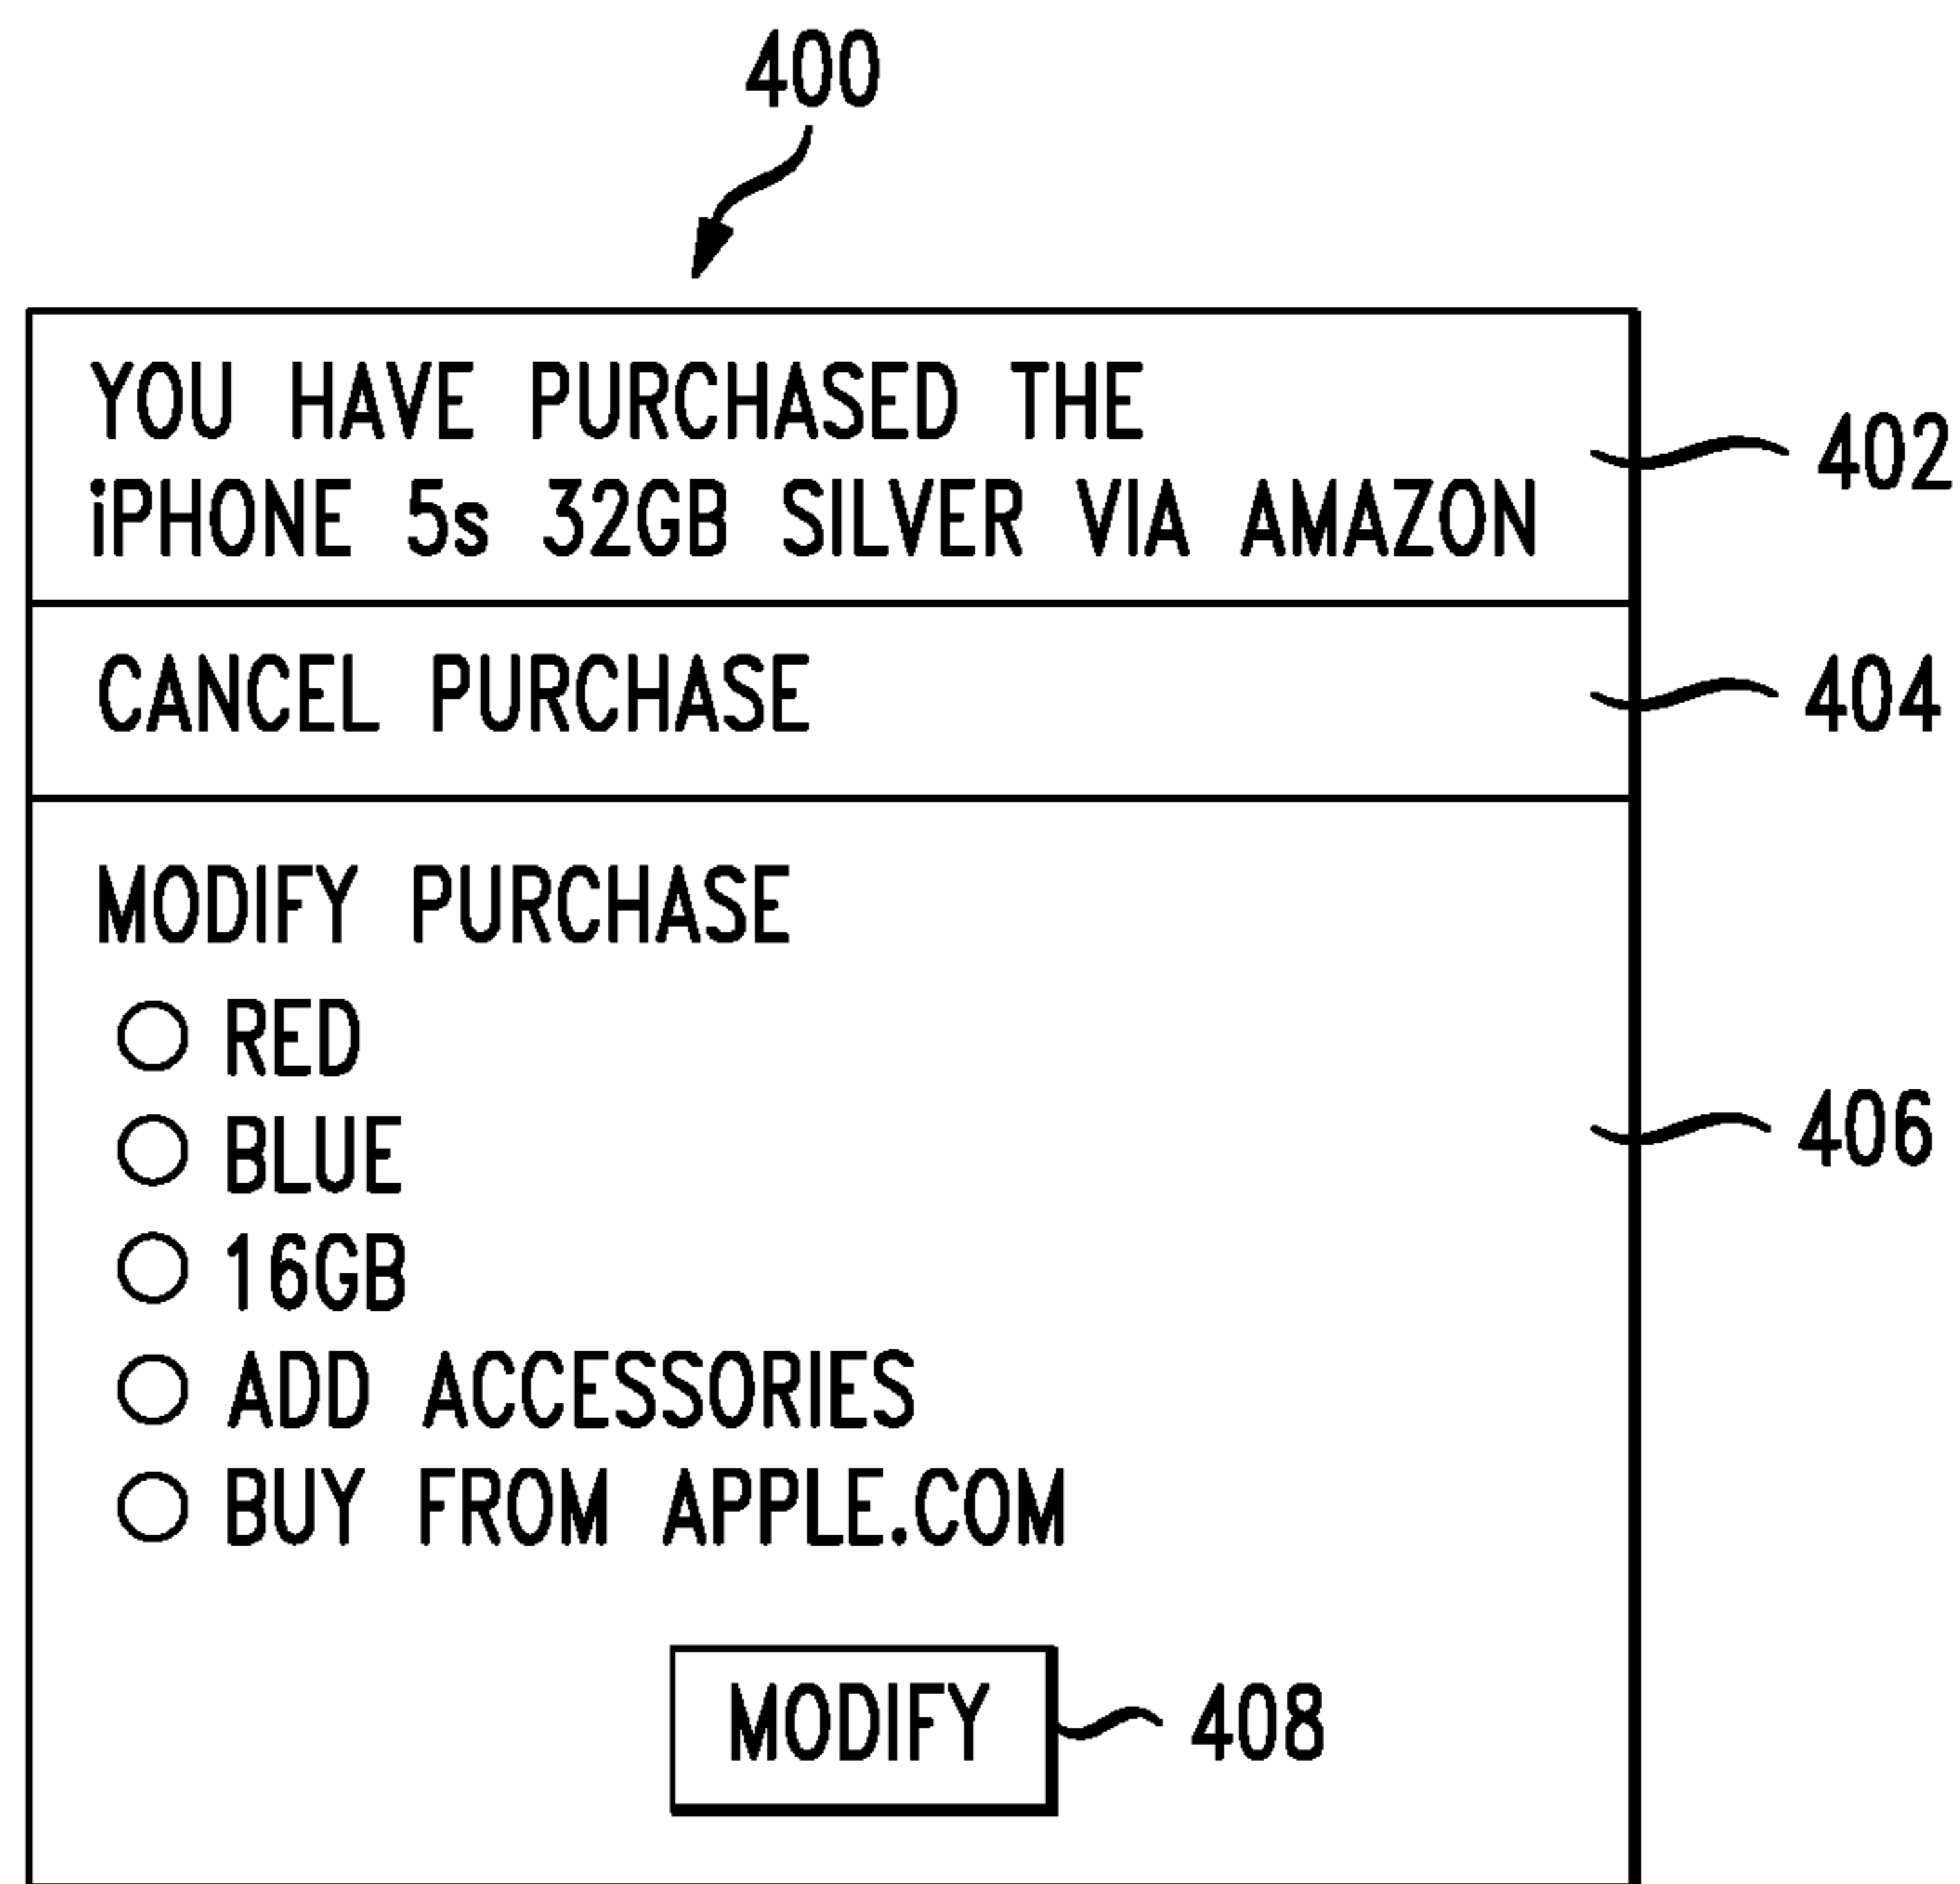 400
YOU HAVE PURCHASED THE
iPHONE 5s 32GB SILVER VIA AMAZON
402
CANCEL PURCHASE
404
MODIFY PURCHASE
RED
BLUE
406
16GB
ADD ACCESSORIES
BUY FROM APPLE.COM
MODIFY
408